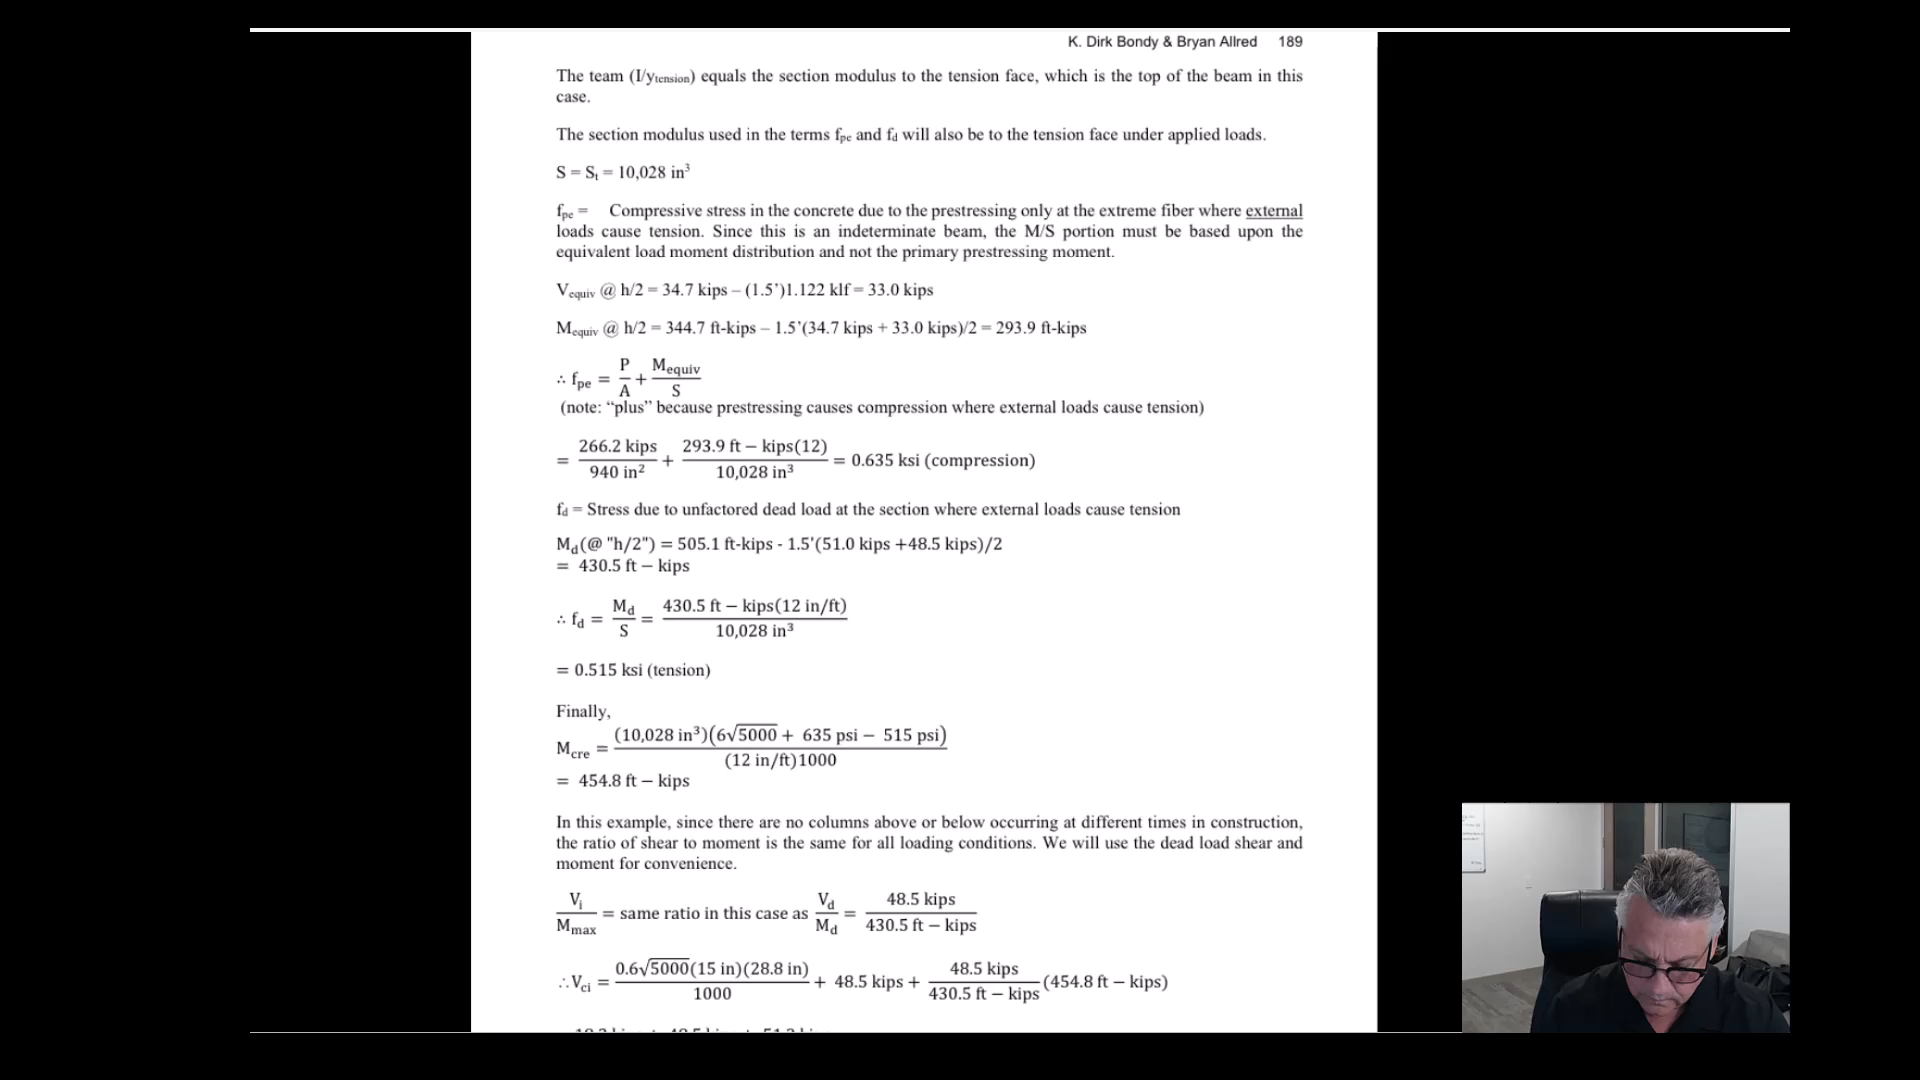 K. Dirk Bondy & Bryan Allred 189
The team (I/ytension) equals the section modulus to the tension face, which is the top of the beam in this
case.
The section modulus used in the terms fpe and fd will also be to the tension face under applied loads.
S = St = 10,028 in³
fpe = Compressive stress in the concrete due to the prestressing only at the extreme fiber where external
loads cause tension. Since this is an indeterminate beam, the M/S portion must be based upon the
equivalent load moment distribution and not the primary prestressing moment.
Vequiv @ h/2 = 34.7 kips – (1.5')1.122 klf = 33.0 kips
Mequiv @ h/2 = 344.7 ft-kips – 1.5'(34.7 kips + 33.0 kips)/2 = 293.9 ft-kips
∴ fpe = P/A + Mequiv/S
(note: “plus” because prestressing causes compression where external loads cause tension)
= 266.2 kips/940 in² + 293.9 ft – kips(12)/10,028 in³ = 0.635 ksi (compression)
fd = Stress due to unfactored dead load at the section where external loads cause tension
Md(@ "h/2") = 505.1 ft-kips - 1.5'(51.0 kips +48.5 kips)/2
= 430.5 ft – kips
∴ fd = Md/S = 430.5 ft – kips(12 in/ft)/10,028 in³
= 0.515 ksi (tension)
Finally,
Mcre = (10,028 in³)(6√5000 + 635 psi – 515 psi)/(12 in/ft)1000
= 454.8 ft – kips
In this example, since there are no columns above or below occurring at different times in construction,
the ratio of shear to moment is the same for all loading conditions. We will use the dead load shear and
moment for convenience.
Vi/Mmax = same ratio in this case as Vd/Md = 48.5 kips/430.5 ft – kips
∴Vci = 0.6√5000(15 in)(28.8 in)/1000 + 48.5 kips + 48.5 kips/430.5 ft – kips (454.8 ft – kips)